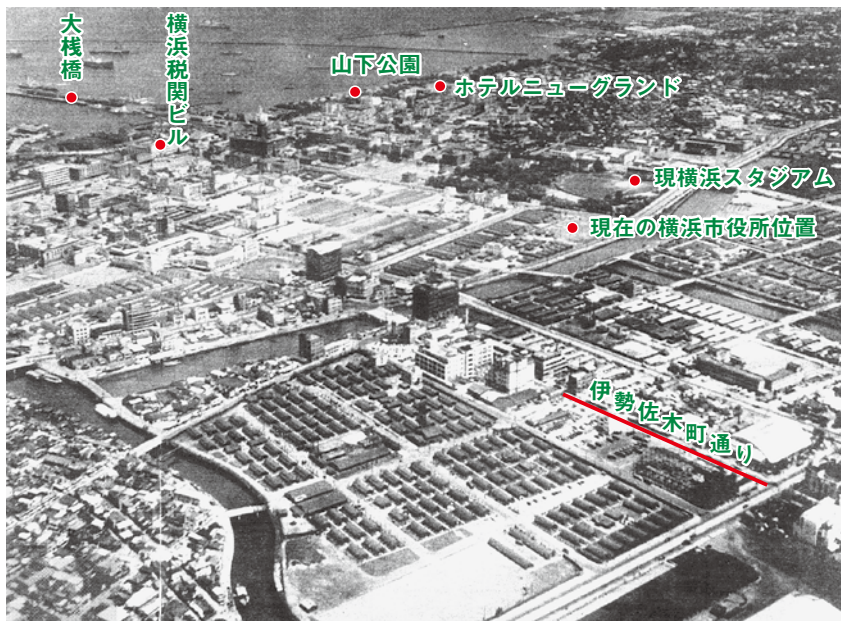 大桟橋
横浜税関ビル
山下公園
ホテルニューグランド
現横浜スタジアム
現在の横浜市役所位置
伊勢佐木町通り